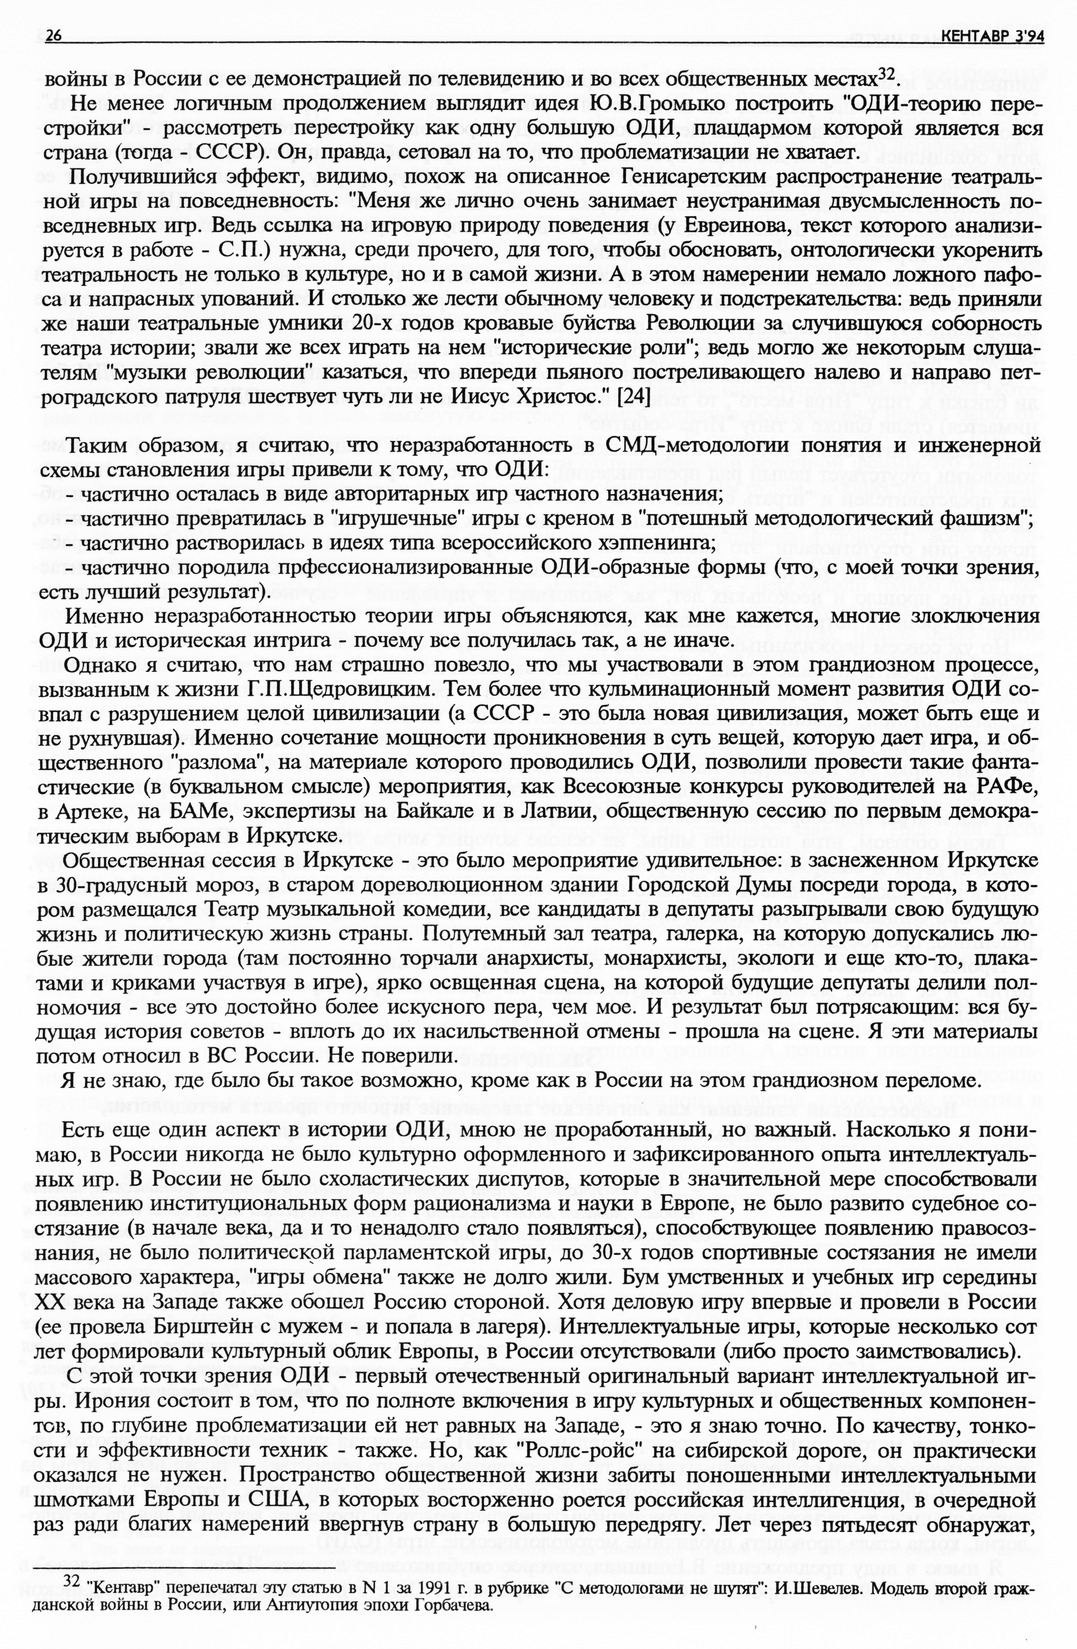 26 КЕНТАВР 3'94
войны в России с ее демонстрацией по телевидению и во всех общественных местах32.
Не менее логичным продолжением выглядит идея Ю.В.Громыко построить "ОДИ-теорию пере-
стройки" - рассмотреть перестройку как одну большую ОДИ, плацдармом которой является вся
страна (тогда - СССР). Он, правда, сетовал на то, что проблематизации не хватает.
Получившийся эффект, видимо, похож на описанное Генисаретским распространение театраль-
ной игры на повседневность: "Меня же лично очень занимает неустранимая двусмысленность по-
вседневных игр. Ведь ссылка на игровую природу поведения (у Евреинова, текст которого анализи-
руется в работе - С.П.) нужна, среди прочего, для того, чтобы обосновать, онтологически укоренить
театральность не только в культуре, но и в самой жизни. А в этом намерении немало ложного пафо-
са и напрасных упований. И столько же лести обычному человеку и подстрекательства: ведь приняли
же наши театральные умники 20-х годов кровавые буйства Революции за случившуюся соборность
театра истории; звали же всех играть на нем "исторические роли"; ведь могло же некоторым слуша-
телям "музыки революции" казаться, что впереди пьяного постреливающего налево и направо пет-
роградского патруля шествует чуть ли не Иисус Христос." [24]
Таким образом, я считаю, что неразработанность в СМД-методологии понятия и инженерной
схемы становления игры привели к тому, что ОДИ:
- частично осталась в виде авторитарных игр частного назначения;
- частично превратилась в "игрушечные" игры с креном в "потешный методологический фашизм";
- частично растворилась в идеях типа всероссийского хэппенинга;
- частично породила прфессионализированные ОДИ-образные формы (что, с моей точки зрения,
есть лучший результат).
Именно неразработанностью теории игры объясняются, как мне кажется, многие злоключения
ОДИ и историческая интрига - почему все получилась так, а не иначе.
Однако я считаю, что нам страшно повезло, что мы участвовали в этом грандиозном процессе,
вызванным к жизни Г.П.Щедровицким. Тем более что кульминационный момент развития ОДИ со-
впал с разрушением целой цивилизации (а СССР - это была новая цивилизация, может быть еще и
не рухнувшая). Именно сочетание мощности проникновения в суть вещей, которую дает игра, и об-
щественного "разлома", на материале которого проводились ОДИ, позволили провести такие фанта-
стические (в буквальном смысле) мероприятия, как Всесоюзные конкурсы руководителей на РАФе,
в Артеке, на БАМе, экспертизы на Байкале и в Латвии, общественную сессию по первым демокра-
тическим выборам в Иркутске.
Общественная сессия в Иркутске - это было мероприятие удивительное: в заснеженном Иркутске
в 30-градусный мороз, в старом дореволюционном здании Городской Думы посреди города, в кото-
ром размещался Театр музыкальной комедии, все кандидаты в депутаты разыгрывали свою будущую
жизнь и политическую жизнь страны. Полутемный зал театра, галерка, на которую допускались лю-
бые жители города (там постоянно торчали анархисты, монархисты, экологи и еще кто-то, плака-
тами и криками участвуя в игре), ярко освщенная сцена, на которой будущие депутаты делили пол-
номочия - все это достойно более искусного пера, чем мое. И результат был потрясающим: вся бу-
дущая история советов - вплоть до их насильственной отмены - прошла на сцене. Я эти материалы
потом относил в ВС России. Не поверили.
Я не знаю, где было бы такое возможно, кроме как в России на этом грандиозном переломе.
Есть еще один аспект в истории ОДИ, мною не проработанный, но важный. Насколько я пони-
маю, в России никогда не было культурно оформленного и зафиксированного опыта интеллектуаль-
ных игр. В России не было схоластических диспутов, которые в значительной мере способствовали
появлению институциональных форм рационализма и науки в Европе, не было развито судебное со-
стязание (в начале века, да и то ненадолго стало появляться), способствующее появлению правосоз-
нания, не было политической парламентской игры, до 30-х годов спортивные состязания не имели
массового характера, "игры обмена" также не долго жили. Бум умственных и учебных игр середины
XX века на Западе также обошел Россию стороной. Хотя деловую игру впервые и провели в России
(ее провела Бирштейн с мужем - и попала в лагеря). Интеллектуальные игры, которые несколько сот
лет формировали культурный облик Европы, в России отсутствовали (либо просто заимствовались).
С этой точки зрения ОДИ - первый отечественный оригинальный вариант интеллектуальной иг-
ры. Ирония состоит в том, что по полноте включения в игру культурных и общественных компонен-
тов, по глубине проблематизации ей нет равных на Западе, - это я знаю точно. По качеству, тонко-
сти и эффективности техник - также. Но, как "Роллс-ройс" на сибирской дороге, он практически
оказался не нужен. Пространство общественной жизни забиты поношенными интеллектуальными
шмотками Европы и США, в которых восторженно роется российская интеллигенция, в очередной
раз ради благих намерений ввергнув страну в большую передрягу. Лет через пятьдесят обнаружат,
32 "Кентавр" перепечатал эту статью в N 1 за 1991 г. в рубрике "С методологами не шутят": И.Шевелев. Модель второй граж-
данской войны в России, или Антиутопия эпохи Горбачева.